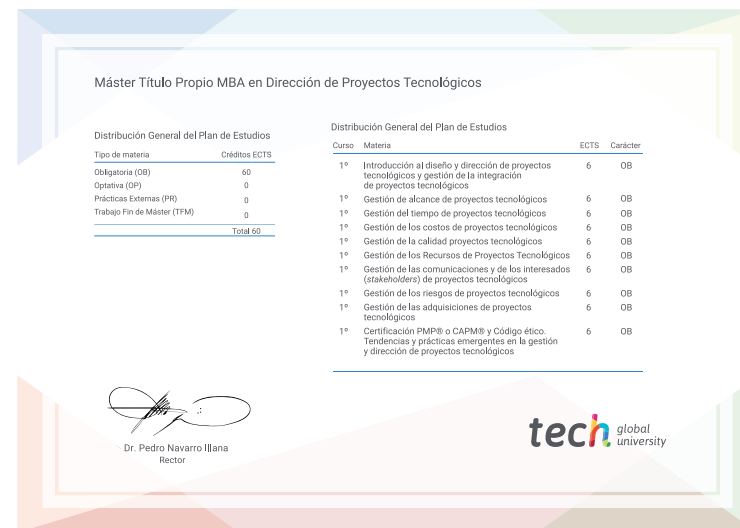 Máster Título Propio MBA en Dirección de Proyectos Tecnológicos
Distribución General del Plan de Estudios
Tipo de materia Créditos ECTS
Obligatoria (OB) 60
Optativa (OP) 0
Prácticas Externas (PR) 0
Trabajo Fin de Máster (TFM) 0
Total 60
Distribución General del Plan de Estudios
Curso Materia ECTS Carácter
1º Introducción al diseño y dirección de proyectos 6 OB
tecnológicos y gestión de la integración
de proyectos tecnológicos
1º Gestión de alcance de proyectos tecnológicos 6 OB
1º Gestión del tiempo de proyectos tecnológicos 6 OB
1º Gestión de los costos de proyectos tecnológicos 6 OB
1º Gestión de la calidad proyectos tecnológicos 6 OB
1º Gestión de los Recursos de Proyectos Tecnológicos 6 OB
1º Gestión de las comunicaciones y de los interesados 6 OB
(stakeholders) de proyectos tecnológicos
1º Gestión de los riesgos de proyectos tecnológicos 6 OB
1º Gestión de las adquisiciones de proyectos 6 OB
tecnológicos
1º Certificación PMP® o CAPM® y Código ético. 6 OB
Tendencias y prácticas emergentes en la gestión
y dirección de proyectos tecnológicos
Dr. Pedro Navarro Illana
Rector
tech global
university